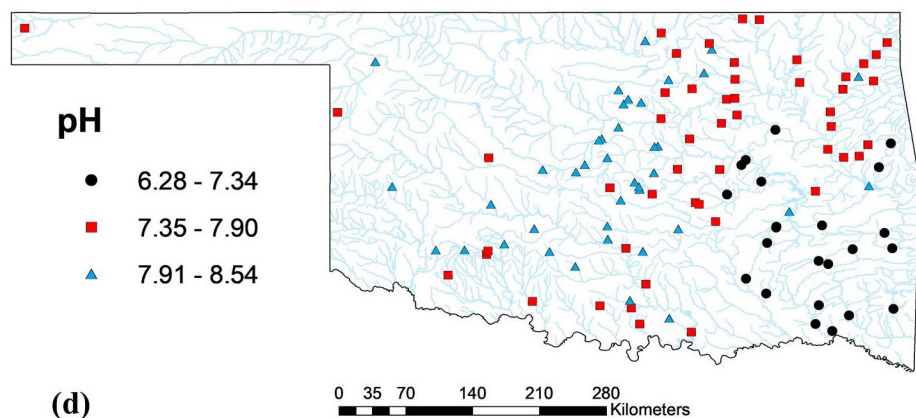 pH
6.28 - 7.34
7.35 - 7.90
7.91 - 8.54
(d)
0 35 70 140 210 280
Kilometers